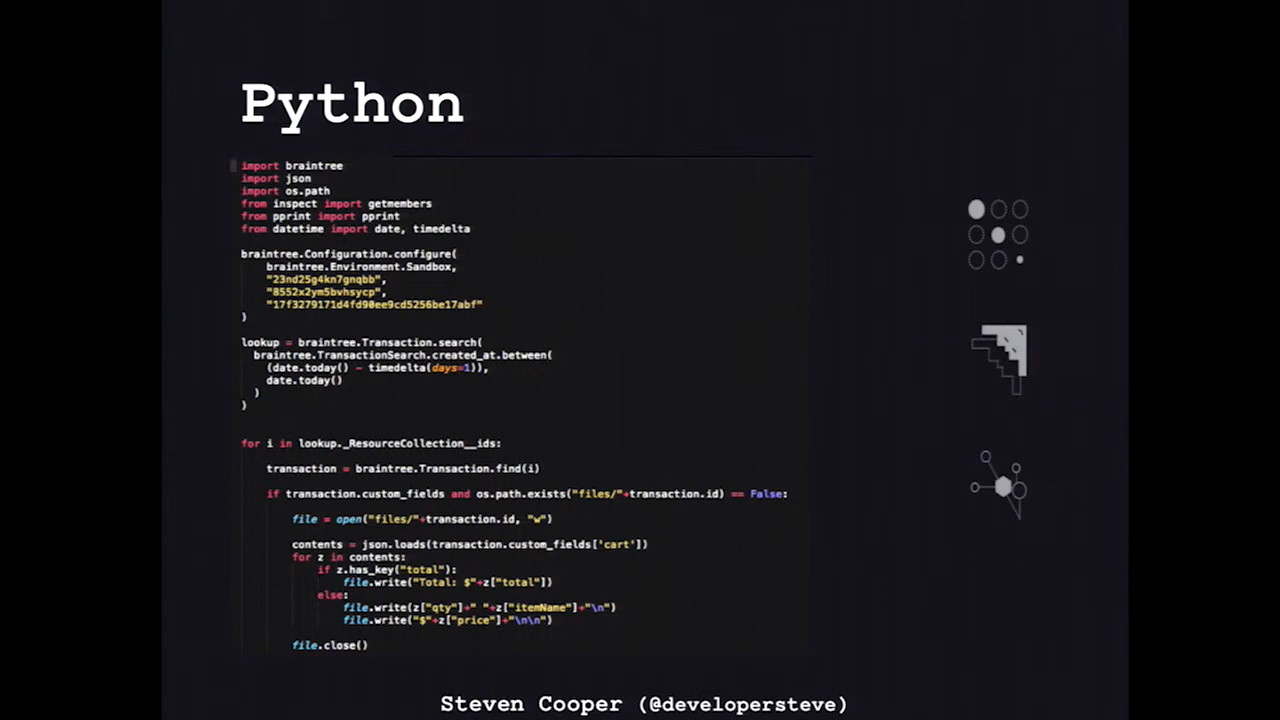 Python
import braintree
import json
import os.path
from inspect import getmembers
from pprint import pprint
from datetime import date, timedelta
braintree.Configuration.configure(
braintree.Environment.Sandbox,
"23nd25g4kn7gnqbb",
"8552x2ym5bvhsycp",
"17f3279171d4fd90ee9cd5256be17abf"
)
lookup = braintree.Transaction.search(
braintree.TransactionSearch.created_at.between(
(date.today() - timedelta(days=1)),
date.today()
)
)
for i in lookup._ResourceCollection__ids:
transaction = braintree.Transaction.find(i)
if transaction.custom_fields and os.path.exists("files/"+transaction.id) == False:
file = open("files/"+transaction.id, "w")
contents = json.loads(transaction.custom_fields['cart'])
for z in contents:
if z.has_key("total"):
file.write("Total: $"+z["total"])
else:
file.write(z["qty"]+" "+z["itemName"]+"\n")
file.write("$"+z["price"]+"\n\n")
file.close()
Steven Cooper (@developersteve)